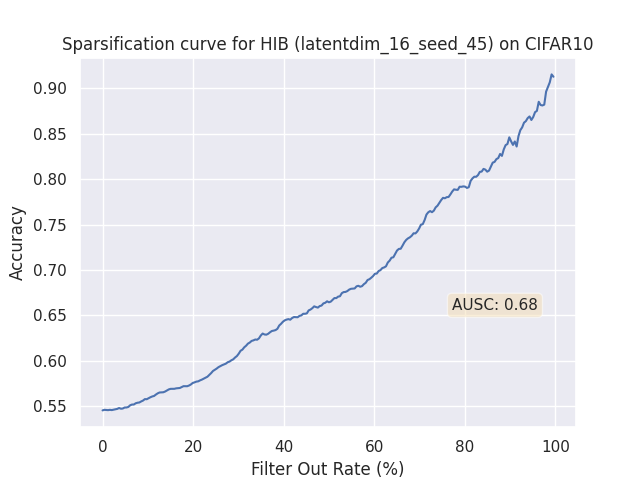 Sparsification curve for HIB (latentdim_16_seed_45) on CIFAR10
0.90
0.85
0.80
0.75
0.70
0.65
0.60
0.55
Accuracy
AUSC: 0.68
0 20 40 60 80 100
Filter Out Rate (%)